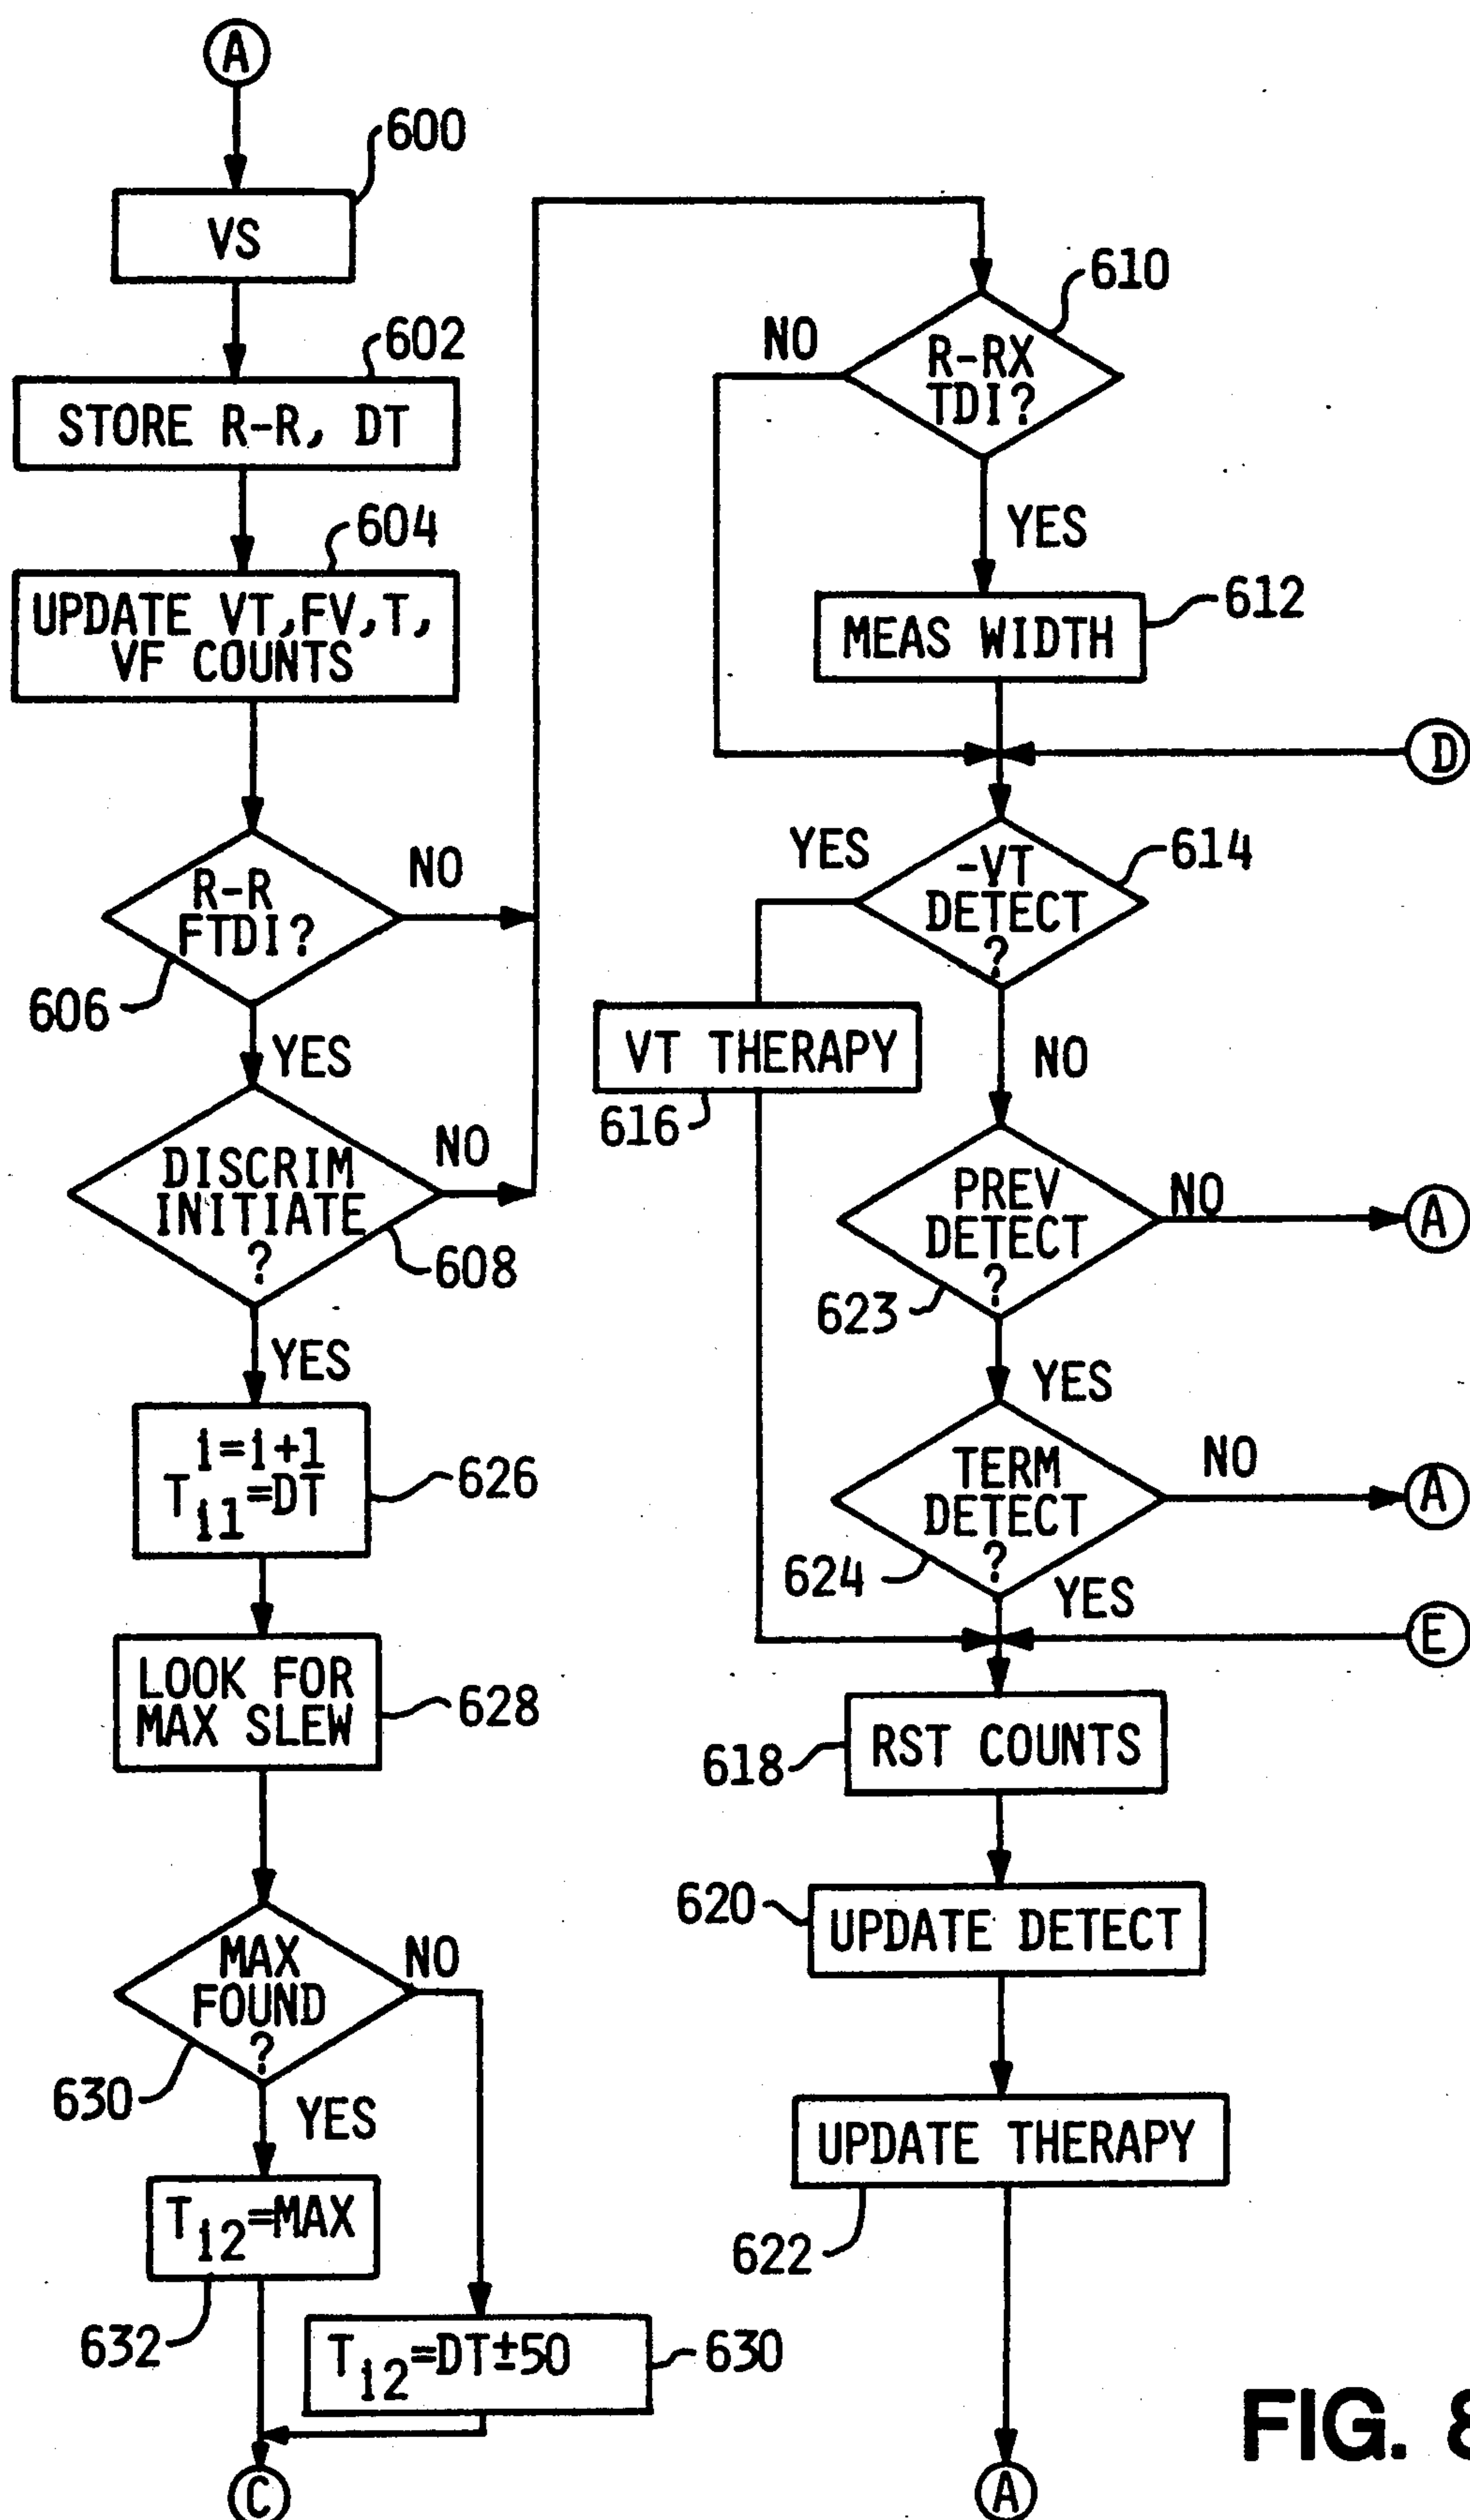 A
600
VS
602
STORE R-R, DT
604
UPDATE VT,FV,T,
VF COUNTS
R-R
FTDI?
NO
606
YES
DISCRIM
INITIATE
?
NO
608
YES
i=i+1
Ti1=DT
626
LOOK FOR
MAX SLEW
628
MAX
FOUND
?
NO
630
YES
Ti2=MAX
632
Ti2=DT±50
630
C
610
R-RX
TDI?
NO
YES
612
MEAS WIDTH
D
YES
614
-VT
DETECT
?
VT THERAPY
616
NO
PREV
DETECT
?
NO
A
623
YES
TERM
DETECT
?
NO
A
624
YES
E
618
RST COUNTS
620
UPDATE DETECT
UPDATE THERAPY
622
A
FIG.